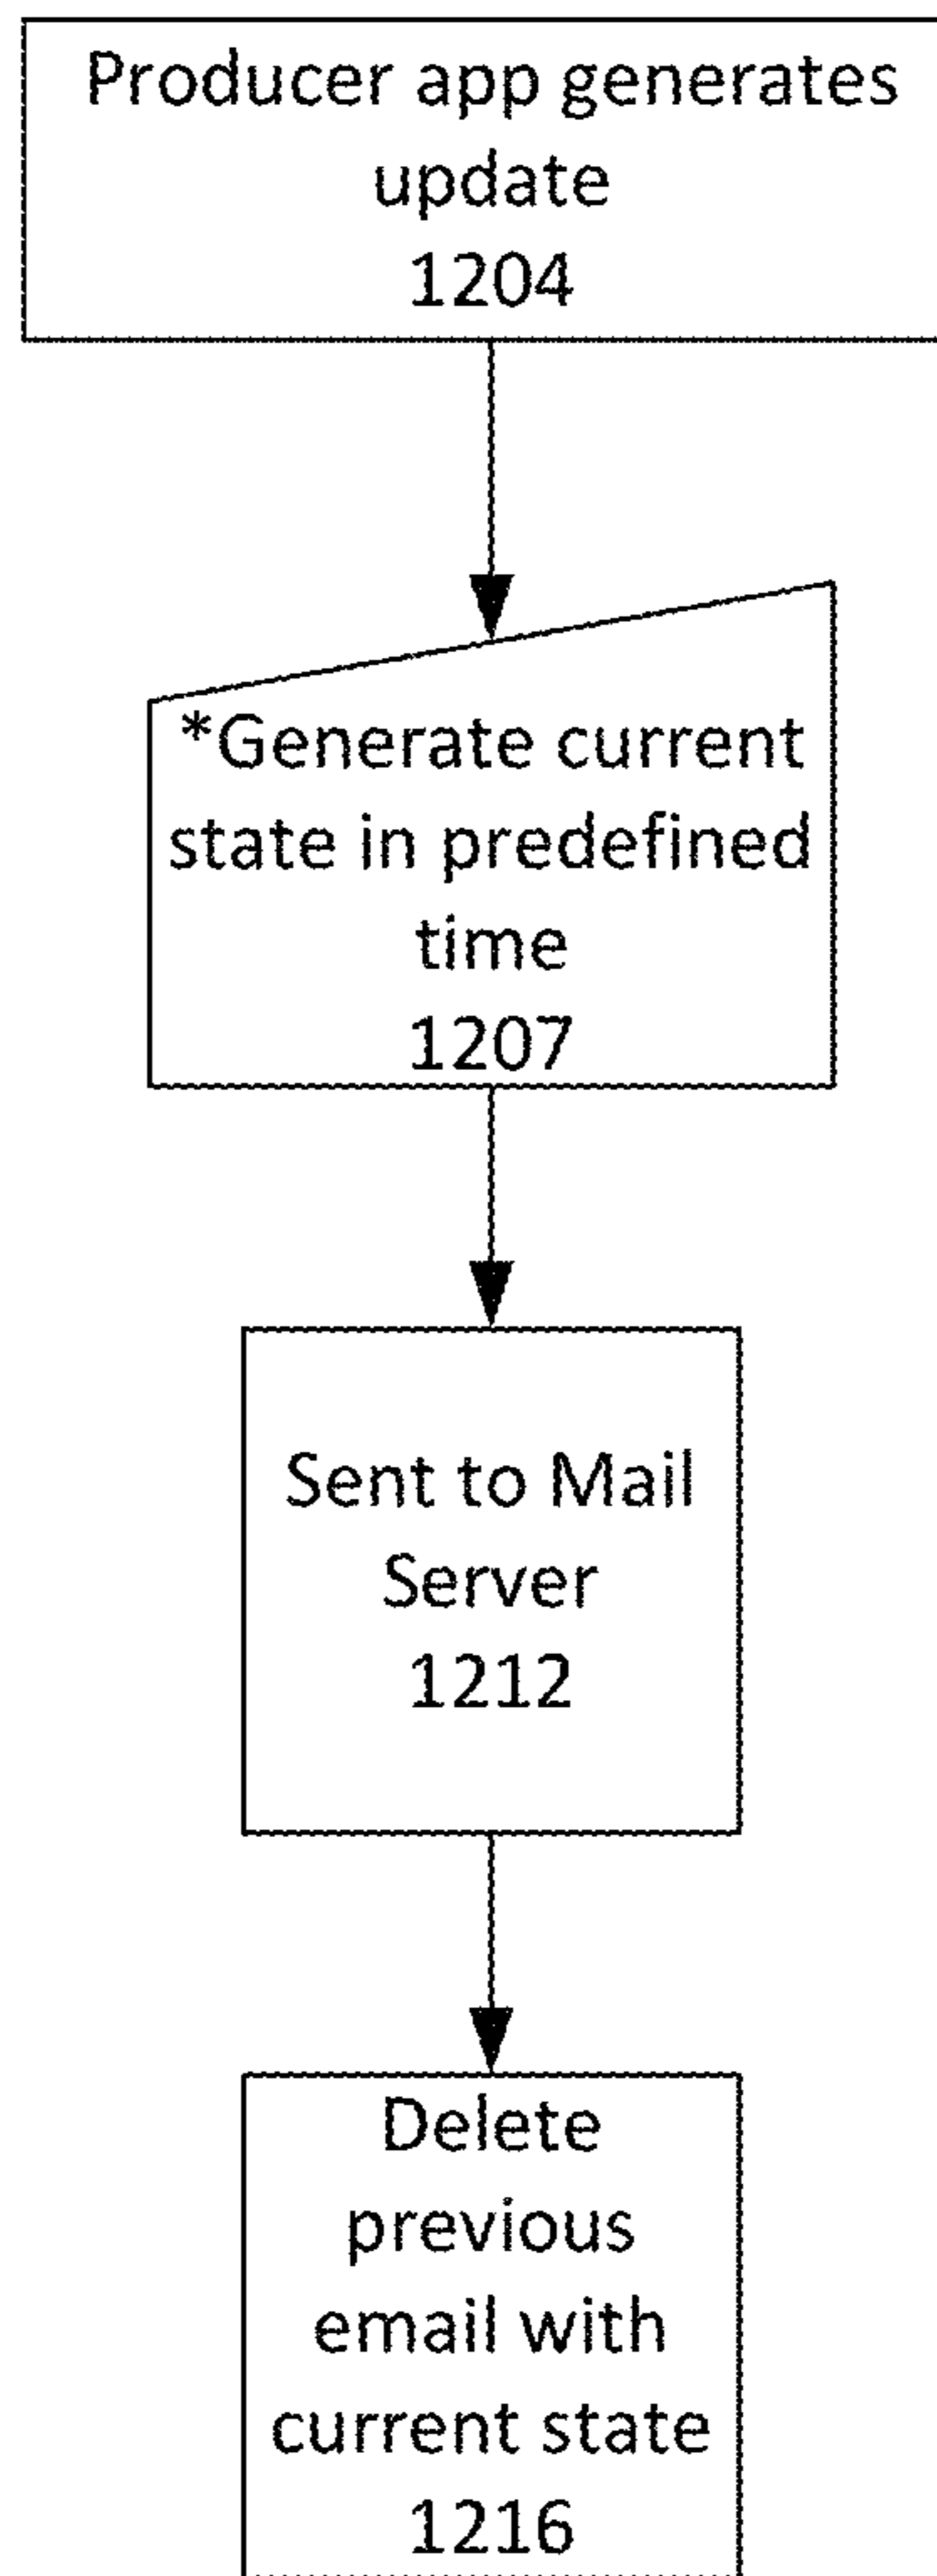 Producer app generates
update
1204
*Generate current
state in predefined
time
1207
Sent to Mail
Server
1212
Delete
previous
email with
current state
1216